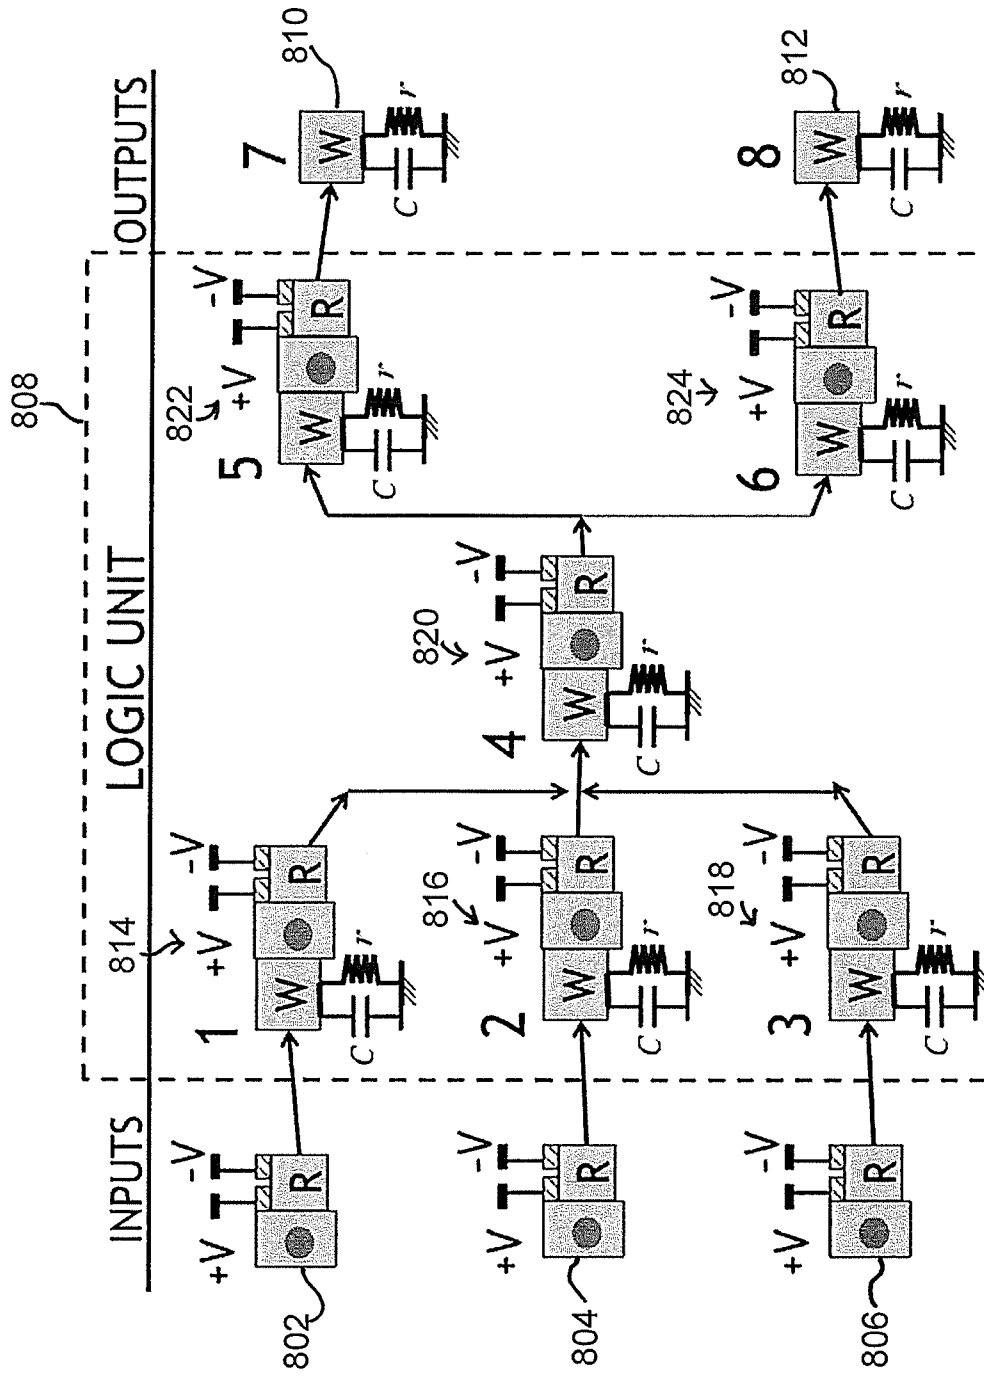 808
INPUTS
LOGIC UNIT
OUTPUTS
802
+V
-V
R
814
1
+V
-V
W
R
C
r
822
5
+V
-V
W
R
C
r
7
810
W
C
r
804
+V
-V
R
816
2
+V
-V
W
R
C
r
820
4
+V
-V
W
R
C
r
806
+V
-V
R
818
3
+V
-V
W
R
C
r
824
6
+V
-V
W
R
C
r
8
812
W
C
r